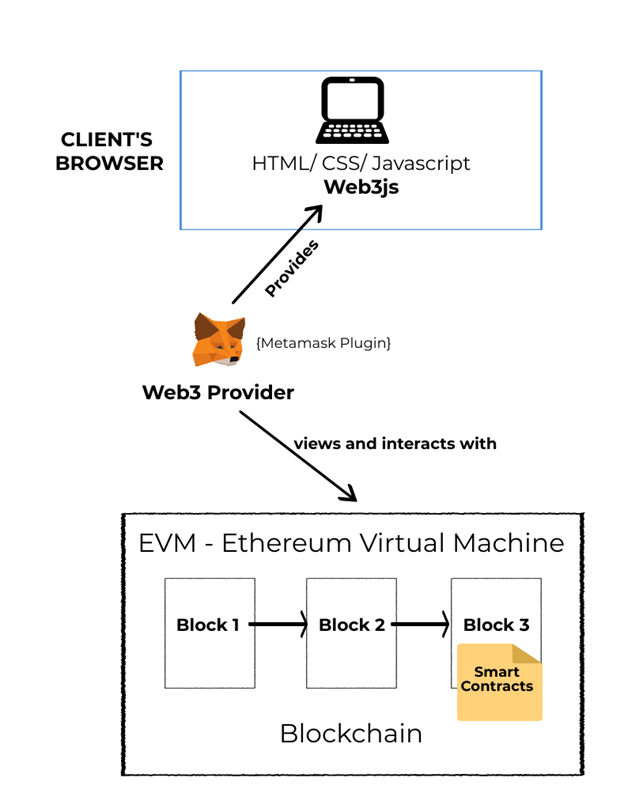 CLIENT'S
BROWSER
HTML/ CSS/ Javascript
Web3js
Provides
{Metamask Plugin}
Web3 Provider
views and interacts with
EVM - Ethereum Virtual Machine
Block 1
Block 2
Block 3
Smart
Contracts
Blockchain